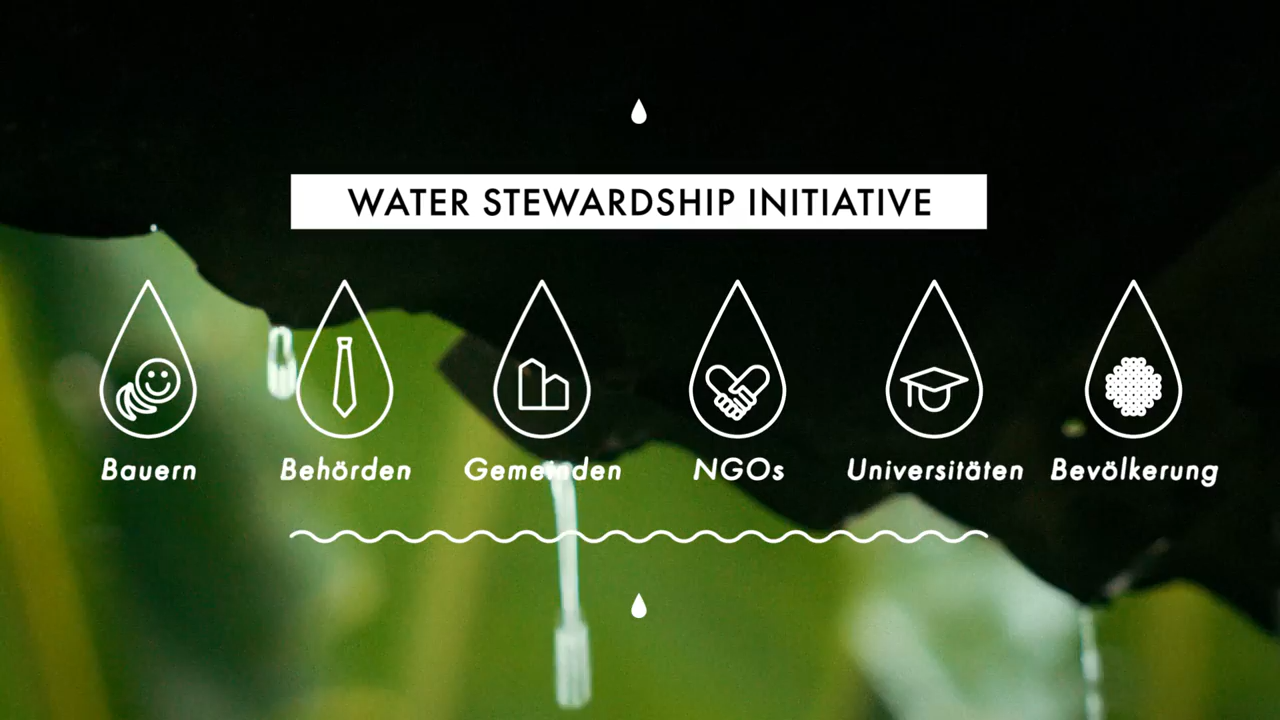 WATER STEWARDSHIP INITIATIVE
Bauern Behörden Gemeinden NGOs Universitäten Bevölkerung